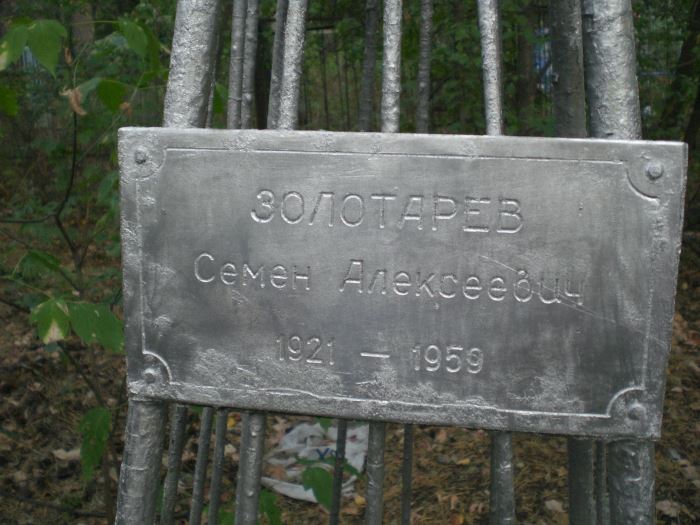 ЗОЛОТАРЕВ
Семен Алексеевич
1921 — 1959